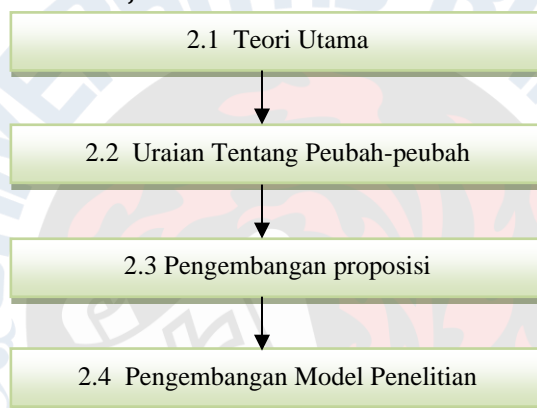 2.1 Teori Utama
2.2 Uraian Tentang Peubah-peubah
2.3 Pengembangan proposisi
2.4 Pengembangan Model Penelitian